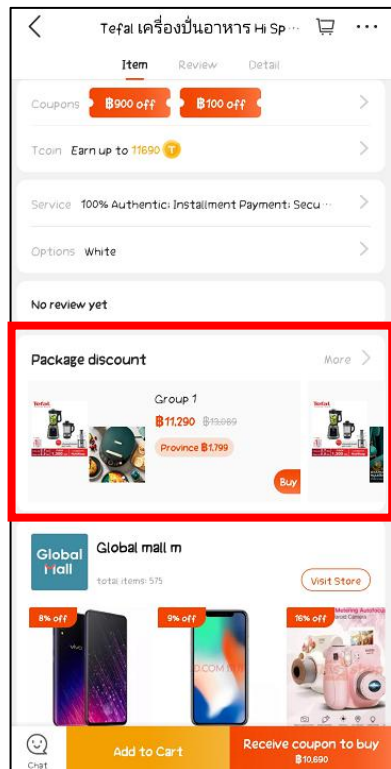 Tefal เครื่องปั่นอาหาร Hi Sp...
Item Review Detail
Coupons ฿900 off ฿100 off
Tcoin Earn up to 11690 T
Service 100% Authentic; Installment Payment; Secu...
Options White
No review yet
Package discount More
Tefal
Group 1
฿11,290 ฿13,089
Province ฿1,799
Buy
Tefal
Global Mall
Global mall m
total items: 575
Visit Store
8% off
9% off
16% off
vivo
Add to Cart
Receive coupon to buy
฿10,690
Chat